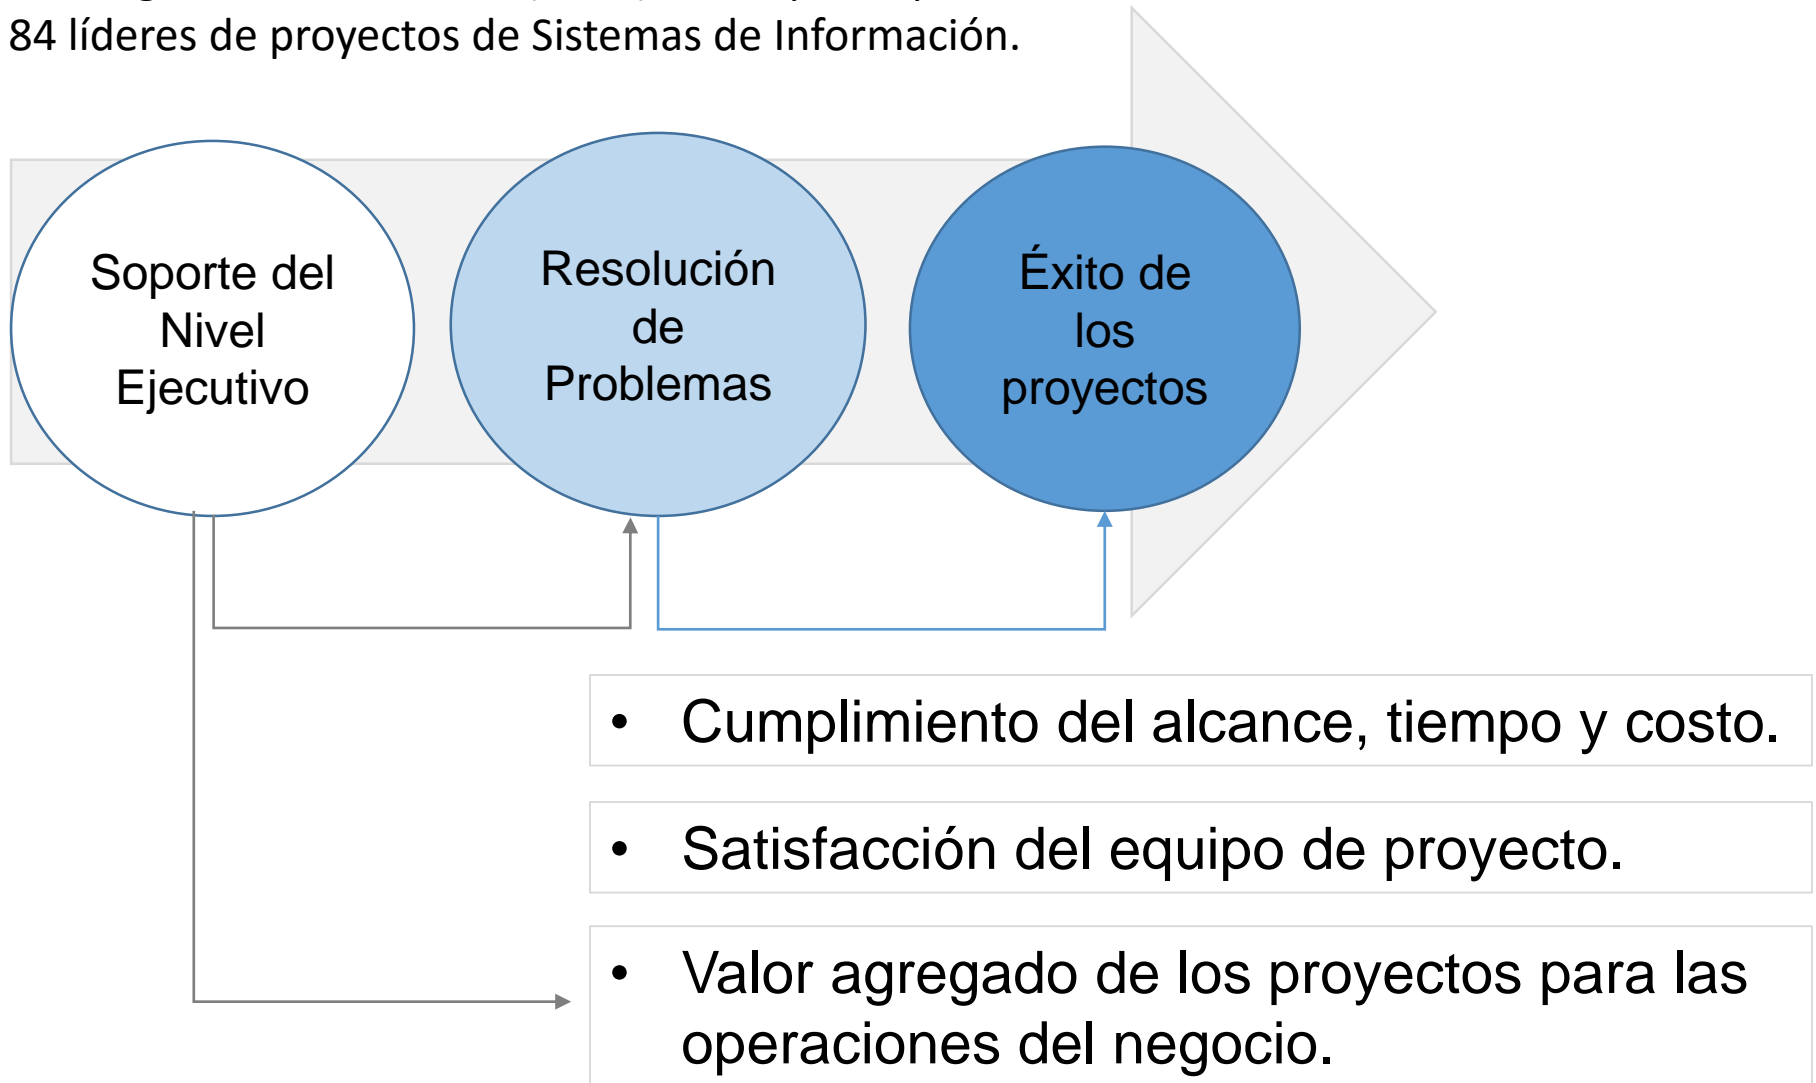 84 líderes de proyectos de Sistemas de Información.
Soporte del
Nivel
Ejecutivo
Resolución
de
Problemas
Éxito de
los
proyectos
• Cumplimiento del alcance, tiempo y costo.
• Satisfacción del equipo de proyecto.
• Valor agregado de los proyectos para las
operaciones del negocio.